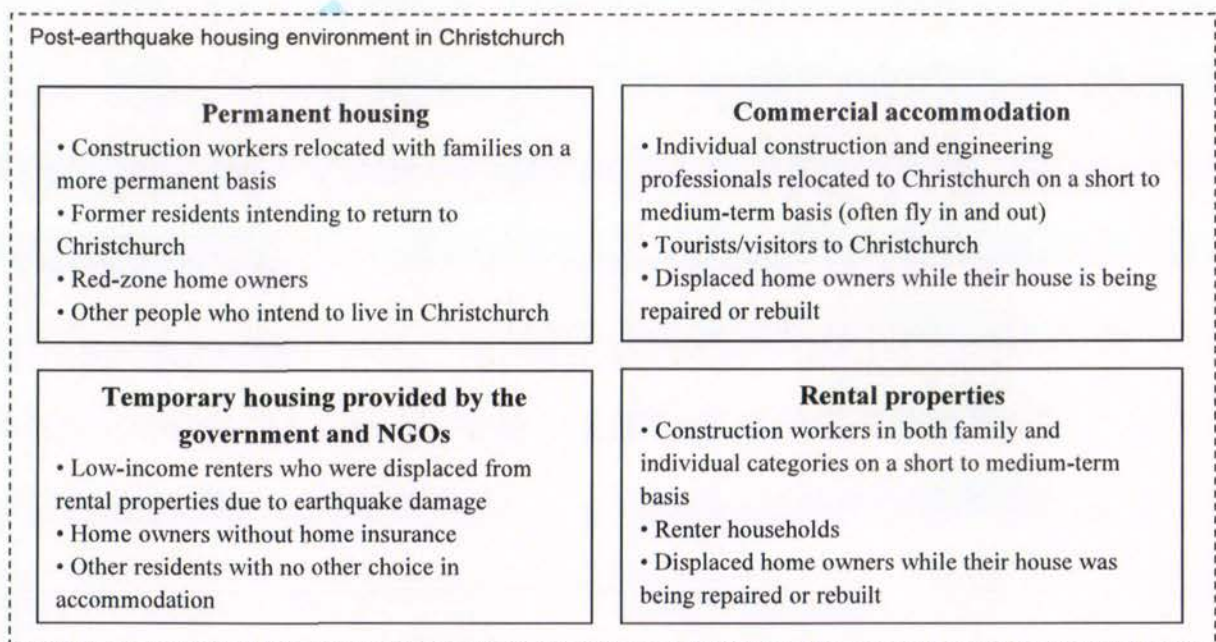 Post-earthquake housing environment in Christchurch
Permanent housing
• Construction workers relocated with families on a
more permanent basis
• Former residents intending to return to
Christchurch
• Red-zone home owners
• Other people who intend to live in Christchurch
Commercial accommodation
• Individual construction and engineering
professionals relocated to Christchurch on a short to
medium-term basis (often fly in and out)
• Tourists/visitors to Christchurch
• Displaced home owners while their house is being
repaired or rebuilt
Temporary housing provided by the
government and NGOs
• Low-income renters who were displaced from
rental properties due to earthquake damage
• Home owners without home insurance
• Other residents with no other choice in
accommodation
Rental properties
• Construction workers in both family and
individual categories on a short to medium-term
basis
• Renter households
• Displaced home owners while their house was
being repaired or rebuilt